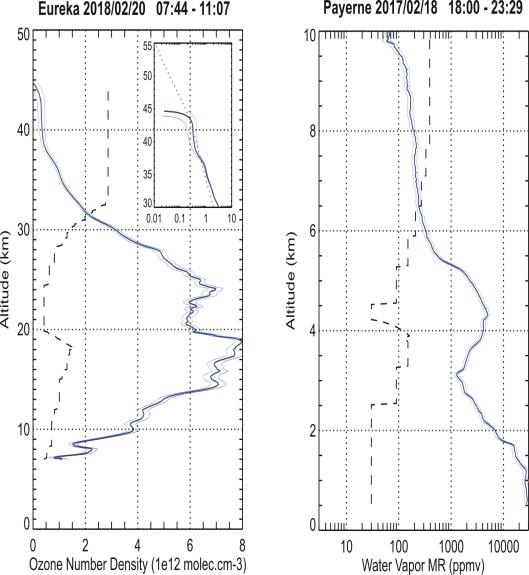 Eureka 2018/02/20 07:44 - 11:07
50
40
30
20
10
0
Altitude (km)
0 2 4 6 8
Ozone Number Density (1e12 molec.cm-3)
55
50
45
40
35
30
0.01 0.1 1 10
Payerne 2017/02/18 18:00 - 23:29
10
8
6
4
2
0
Altitude (km)
10 100 1000 10000
Water Vapor MR (ppmv)